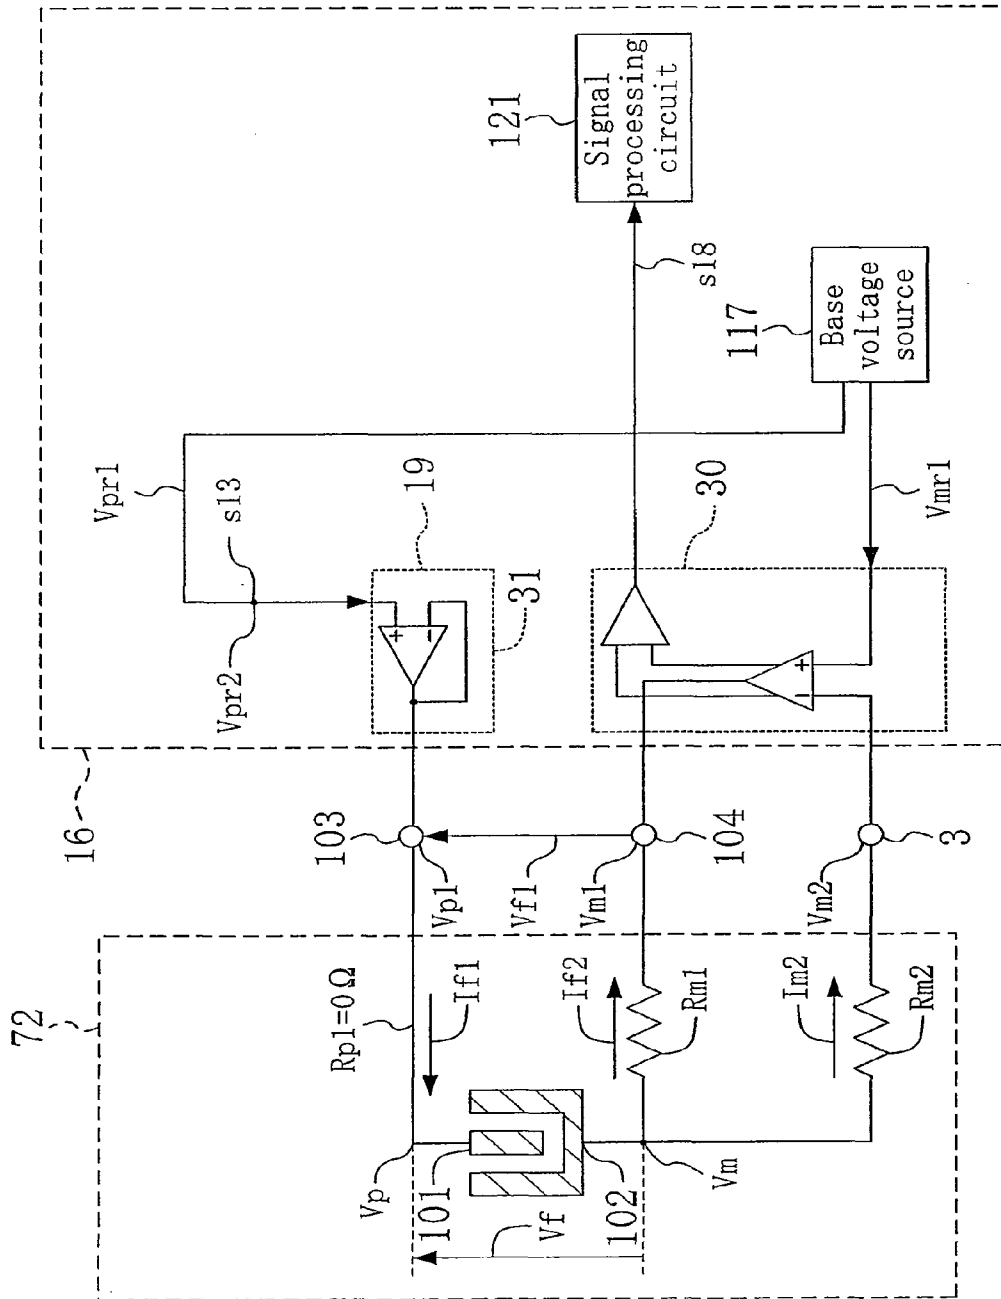 72
16
Vpr1
s13
Vpr2
19
31
103
Vp1
Rp1=0Ω
If1
Vp
101
102
Vf
Vf1
Vm1
104
If2
Rm1
Vm
Vm2
3
Im2
Rm2
30
Vmr1
s18
121
Signal
processing
circuit
117
Base
voltage
source
+
−
+
−